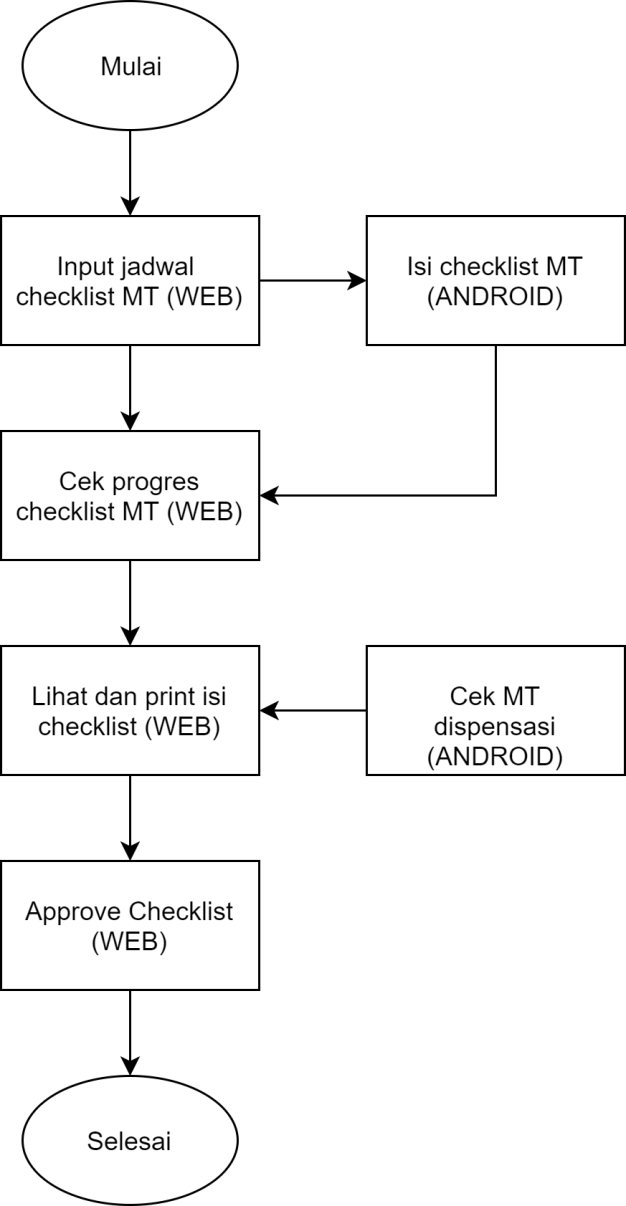 Mulai
Input jadwal
checklist MT (WEB)
Isi checklist MT
(ANDROID)
Cek progres
checklist MT (WEB)
Lihat dan print isi
checklist (WEB)
Cek MT
dispensasi
(ANDROID)
Approve Checklist
(WEB)
Selesai